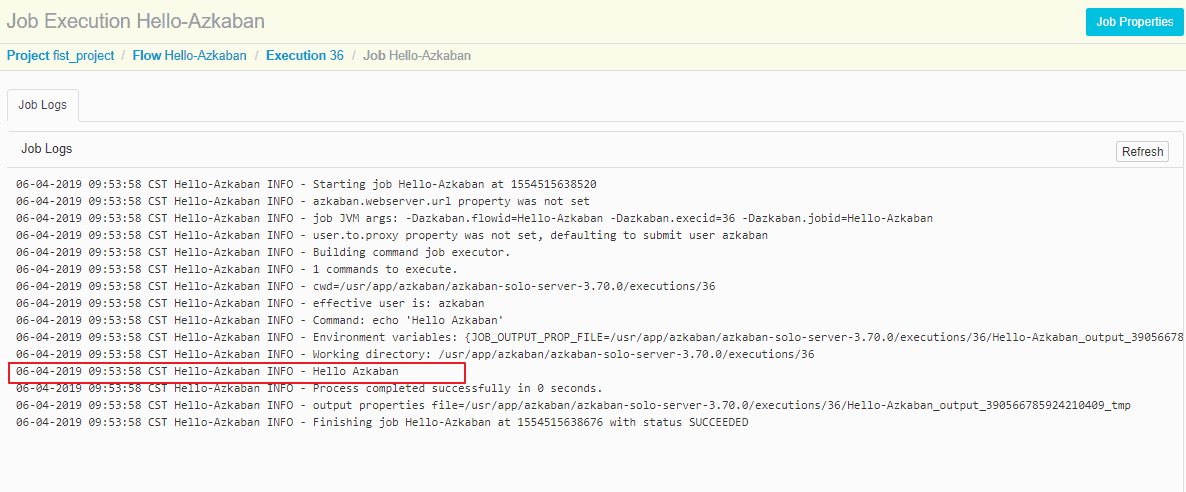 Job Execution Hello-Azkaban
Job Properties
Project fist_project / Flow Hello-Azkaban / Execution 36 / Job Hello-Azkaban
Job Logs
Job Logs
Refresh
06-04-2019 09:53:58 CST Hello-Azkaban INFO - Starting job Hello-Azkaban at 1554515638520
06-04-2019 09:53:58 CST Hello-Azkaban INFO - azkaban.webserver.url property was not set
06-04-2019 09:53:58 CST Hello-Azkaban INFO - job JVM args: -Dazkaban.flowid=Hello-Azkaban -Dazkaban.execid=36 -Dazkaban.jobid=Hello-Azkaban
06-04-2019 09:53:58 CST Hello-Azkaban INFO - user.to.proxy property was not set, defaulting to submit user azkaban
06-04-2019 09:53:58 CST Hello-Azkaban INFO - Building command job executor.
06-04-2019 09:53:58 CST Hello-Azkaban INFO - 1 commands to execute.
06-04-2019 09:53:58 CST Hello-Azkaban INFO - cwd=/usr/app/azkaban/azkaban-solo-server-3.70.0/executions/36
06-04-2019 09:53:58 CST Hello-Azkaban INFO - effective user is: azkaban
06-04-2019 09:53:58 CST Hello-Azkaban INFO - Command: echo 'Hello Azkaban'
06-04-2019 09:53:58 CST Hello-Azkaban INFO - Environment variables: {JOB_OUTPUT_PROP_FILE=/usr/app/azkaban/azkaban-solo-server-3.70.0/executions/36/Hello-Azkaban_output_39056678
06-04-2019 09:53:58 CST Hello-Azkaban INFO - Working directory: /usr/app/azkaban/azkaban-solo-server-3.70.0/executions/36
06-04-2019 09:53:58 CST Hello-Azkaban INFO - Hello Azkaban
06-04-2019 09:53:58 CST Hello-Azkaban INFO - Process completed successfully in 0 seconds.
06-04-2019 09:53:58 CST Hello-Azkaban INFO - output properties file=/usr/app/azkaban/azkaban-solo-server-3.70.0/executions/36/Hello-Azkaban_output_390566785924210409_tmp
06-04-2019 09:53:58 CST Hello-Azkaban INFO - Finishing job Hello-Azkaban at 1554515638676 with status SUCCEEDED